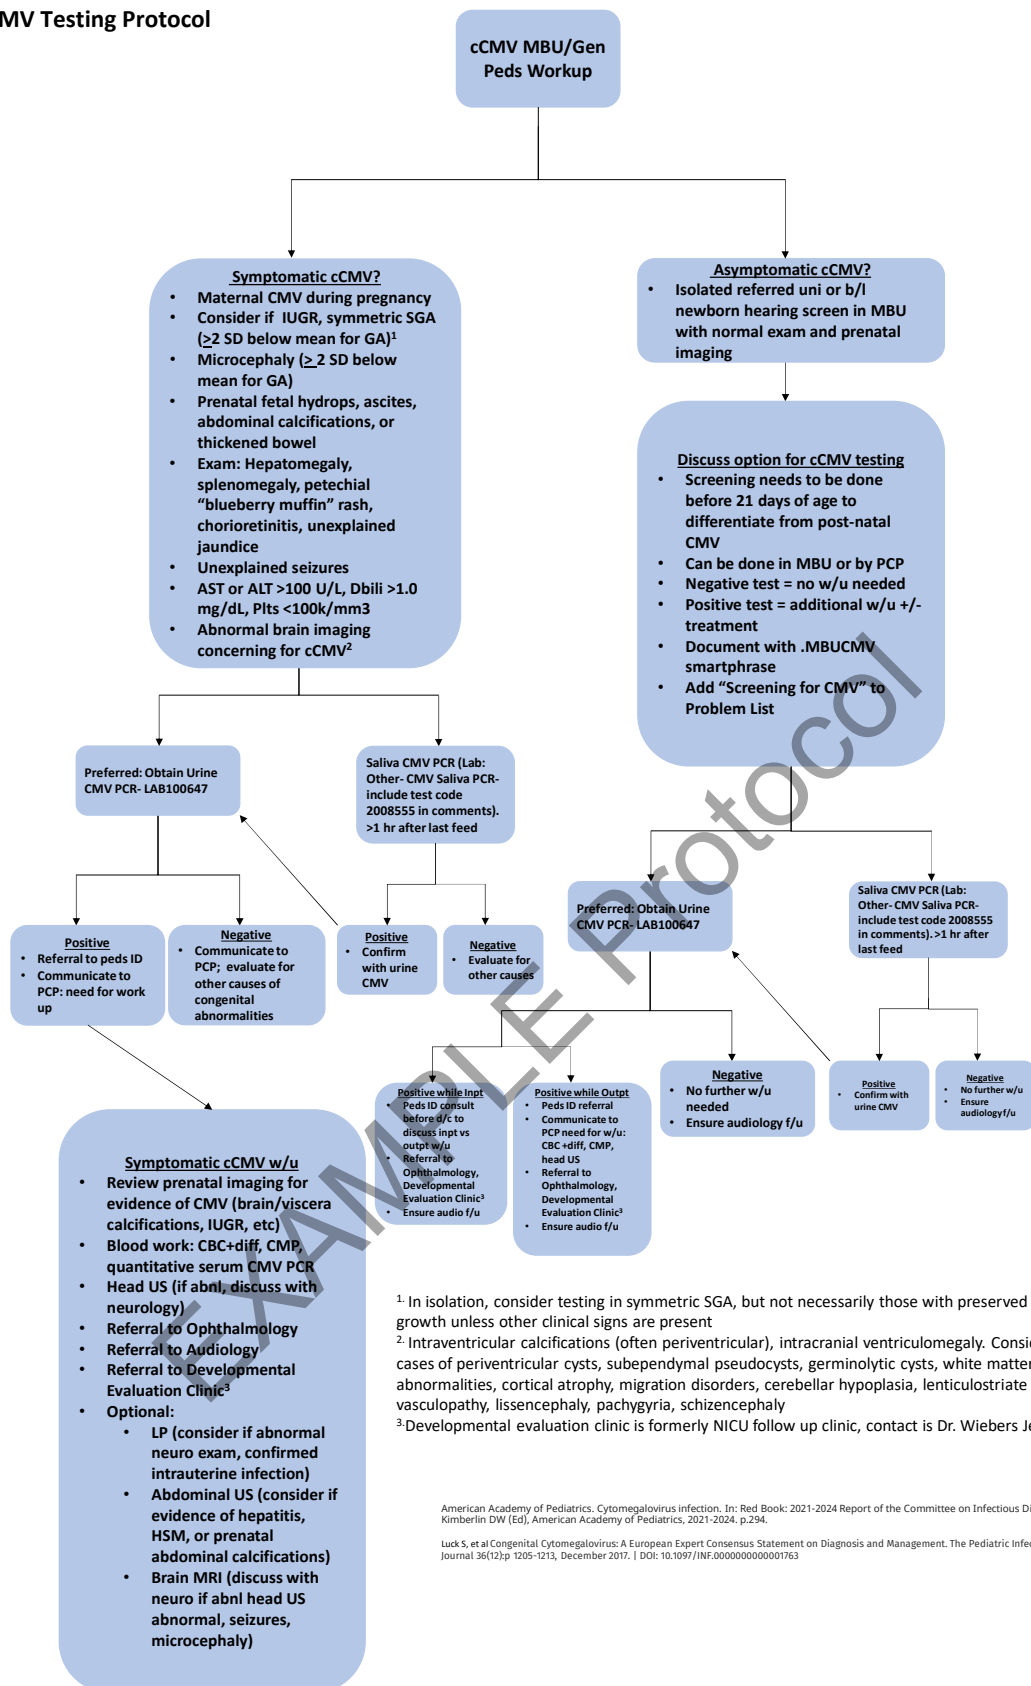 MV Testing Protocol
cCMV MBU/Gen
Peds Workup
Symptomatic cCMV?
• Maternal CMV during pregnancy
• Consider if IUGR, symmetric SGA
(>2 SD below mean for GA)1
• Microcephaly (> 2 SD below
mean for GA)
• Prenatal fetal hydrops, ascites,
abdominal calcifications, or
thickened bowel
• Exam: Hepatomegaly,
splenomegaly, petechial
“blueberry muffin” rash,
chorioretinitis, unexplained
jaundice
• Unexplained seizures
• AST or ALT >100 U/L, Dbili >1.0
mg/dL, Plts <100k/mm3
• Abnormal brain imaging
concerning for cCMV2
Asymptomatic cCMV?
• Isolated referred uni or b/l
newborn hearing screen in MBU
with normal exam and prenatal
imaging
Discuss option for cCMV testing
• Screening needs to be done
before 21 days of age to
differentiate from post-natal
CMV
• Can be done in MBU or by PCP
• Negative test = no w/u needed
• Positive test = additional w/u +/-
treatment
• Document with .MBUCMV
smartphrase
• Add “Screening for CMV” to
Problem List
Preferred: Obtain Urine
CMV PCR- LAB100647
Saliva CMV PCR (Lab:
Other- CMV Saliva PCR-
include test code
2008555 in comments).
>1 hr after last feed
Positive
• Referral to peds ID
• Communicate to
PCP: need for work
up
Negative
• Communicate to
PCP; evaluate for
other causes of
congenital
abnormalities
Positive
• Confirm
with urine
CMV
Negative
• Evaluate for
other causes
Preferred: Obtain Urine
CMV PCR- LAB100647
Saliva CMV PCR (Lab:
Other- CMV Saliva PCR-
include test code 2008555
in comments). >1 hr after
last feed
Positive while Inpt
• Peds ID consult
before d/c to
discuss inpt vs
outpt w/u
• Referral to
Ophthalmology,
Developmental
Evaluation Clinic3
• Ensure audio f/u
Positive while Outpt
• Peds ID referral
• Communicate to
PCP need for w/u:
CBC +diff, CMP,
head US
• Referral to
Ophthalmology,
Developmental
Evaluation Clinic3
• Ensure audio f/u
Negative
• No further w/u
needed
• Ensure audiology f/u
Positive
• Confirm with
urine CMV
Negative
• No further w/u
• Ensure
audiology f/u
Symptomatic cCMV w/u
• Review prenatal imaging for
evidence of CMV (brain/viscera
calcifications, IUGR, etc)
• Blood work: CBC+diff, CMP,
quantitative serum CMV PCR
• Head US (if abnl, discuss with
neurology)
• Referral to Ophthalmology
• Referral to Audiology
• Referral to Developmental
Evaluation Clinic3
• Optional:
• LP (consider if abnormal
neuro exam, confirmed
intrauterine infection)
• Abdominal US (consider if
evidence of hepatitis,
HSM, or prenatal
abdominal calcifications)
• Brain MRI (discuss with
neuro if abnl head US
abnormal, seizures,
microcephaly)
1. In isolation, consider testing in symmetric SGA, but not necessarily those with preserved
growth unless other clinical signs are present
2. Intraventricular calcifications (often periventricular), intracranial ventriculomegaly. Consi
cases of periventricular cysts, subependymal pseudocysts, germinolytic cysts, white matter
abnormalities, cortical atrophy, migration disorders, cerebellar hypoplasia, lenticulostriate
vasculopathy, lissencephaly, pachygyria, schizencephaly
3. Developmental evaluation clinic is formerly NICU follow up clinic, contact is Dr. Wiebers Je
American Academy of Pediatrics. Cytomegalovirus infection. In: Red Book: 2021-2024 Report of the Committee on Infectious Di
Kimberlin DW (Ed), American Academy of Pediatrics, 2021-2024. p.294.
Luck S, et al Congenital Cytomegalovirus: A European Expert Consensus Statement on Diagnosis and Management. The Pediatric Infec
Journal 36(12):p 1205-1213, December 2017. | DOI: 10.1097/INF.0000000000001763
EXAMPLE Protocol